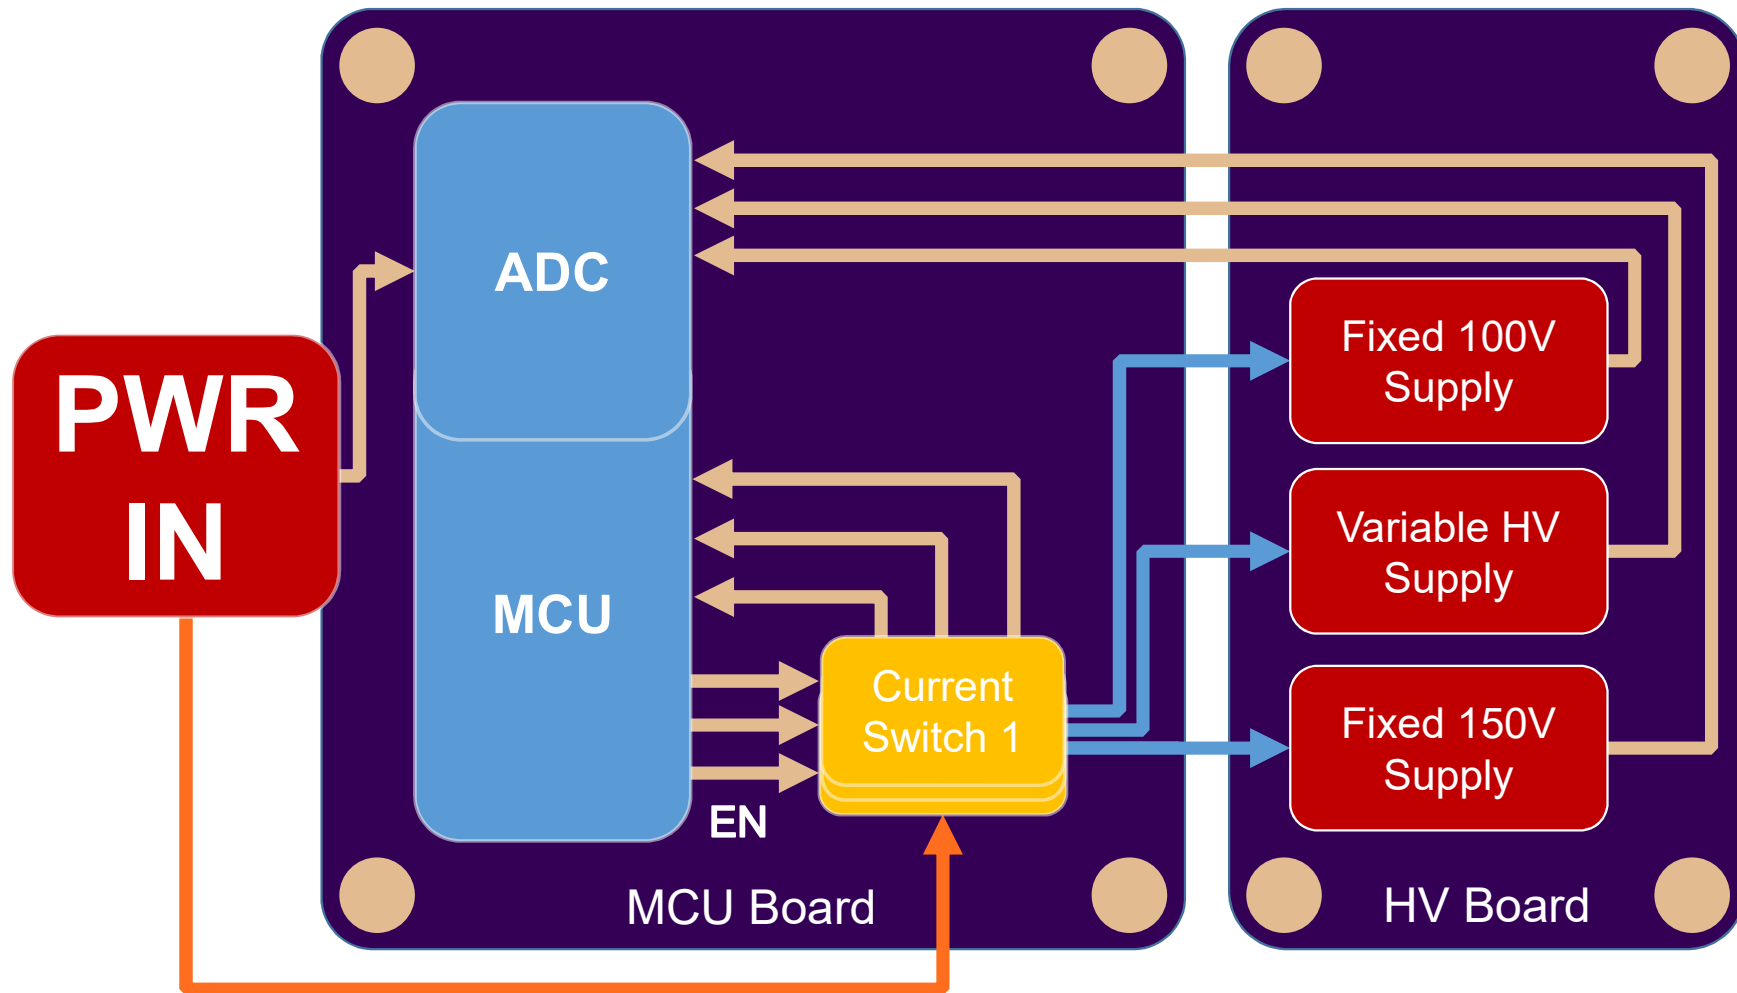 PWR
IN
ADC
MCU
EN
Current
Switch 1
MCU Board
Fixed 100V
Supply
Variable HV
Supply
Fixed 150V
Supply
HV Board